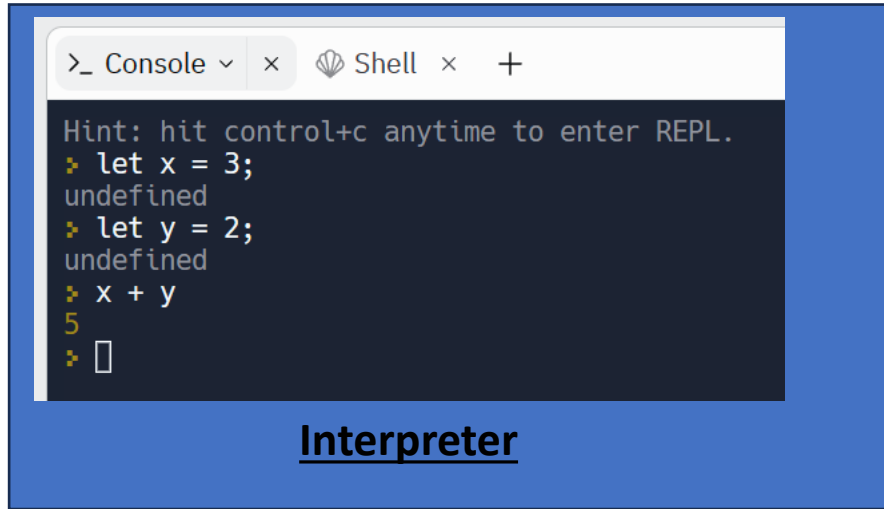 >_ Console ⌄ × Shell × +
Hint: hit control+c anytime to enter REPL.
> let x = 3;
undefined
> let y = 2;
undefined
> x + y
5
>
Interpreter